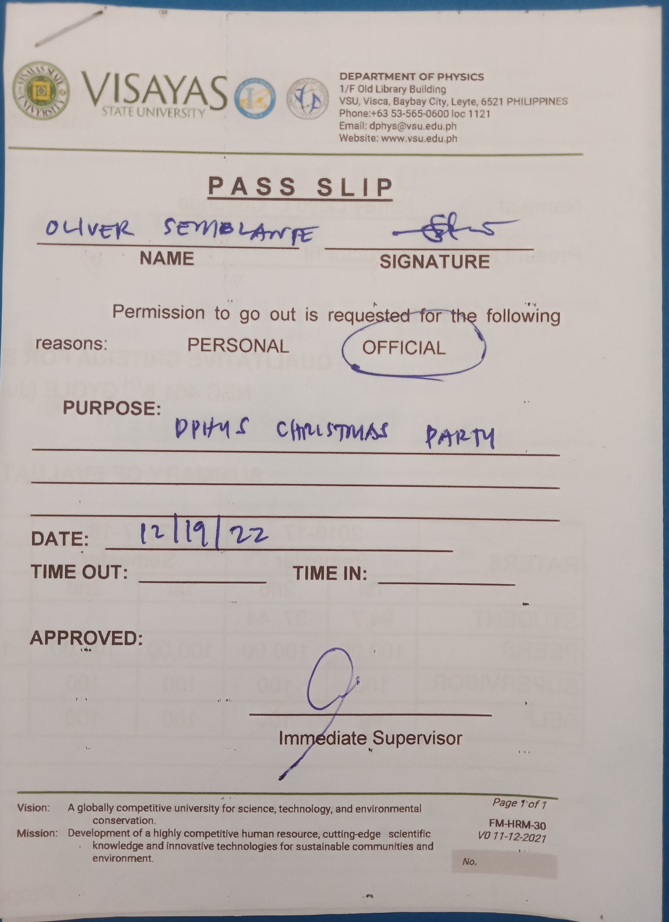 VISAYAS
STATE UNIVERSITY
DEPARTMENT OF PHYSICS
1/F Old Library Building
VSU, Visca, Baybay City, Leyte, 6521 PHILIPPINES
Phone:+63 53-565-0600 loc 1121
Email: dphys@vsu.edu.ph
Website: www.vsu.edu.ph
PASS SLIP
OLIVER SEMBLANTE
NAME SIGNATURE
Permission to go out is requested for the following
reasons: PERSONAL OFFICIAL
PURPOSE:
DPHYS CHRISTMAS PARTY
DATE: 12/19/22
TIME OUT: TIME IN:
APPROVED:
Immediate Supervisor
Vision: A globally competitive university for science, technology, and environmental
conservation.
Mission: Development of a highly competitive human resource, cutting-edge scientific
knowledge and innovative technologies for sustainable communities and
environment.
Page 1 of 1
FM-HRM-30
V0 11-12-2021
No.